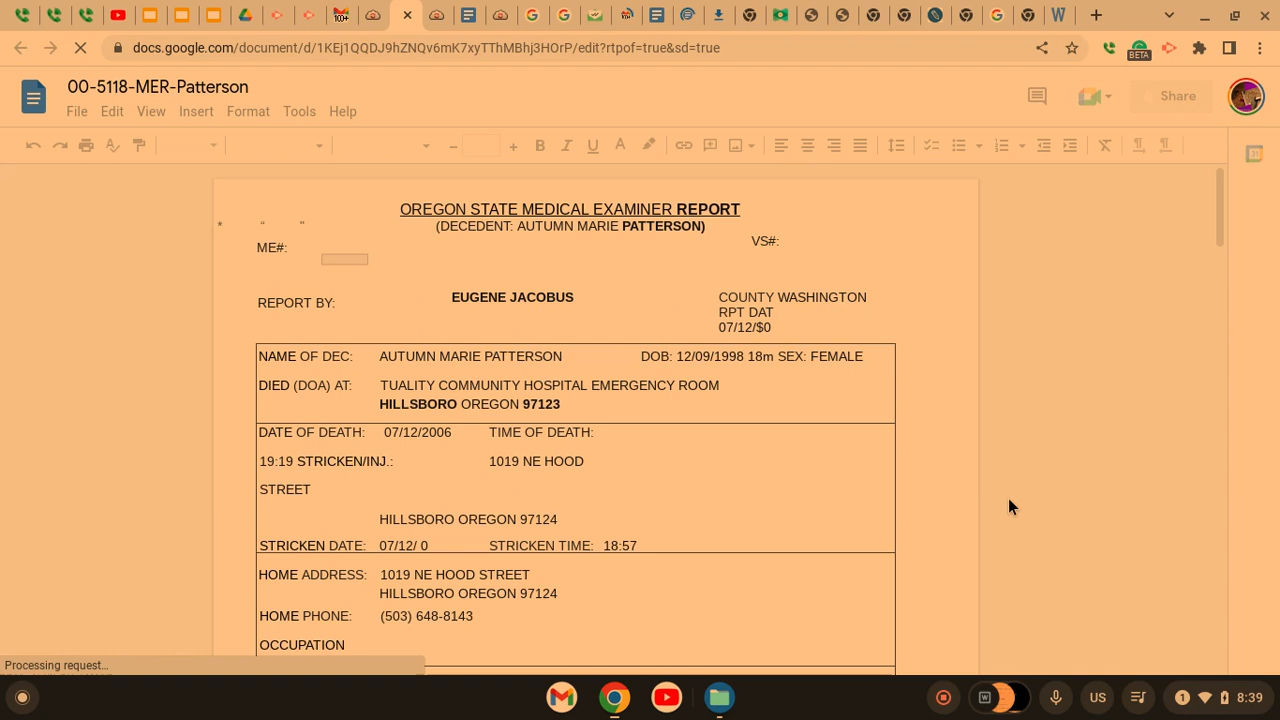 10+
docs.google.com/document/d/1KEj1QQDJ9hZNQv6mK7xyTThMBhj3HOrP/edit?rtpof=true&sd=true
BETA
00-5118-MER-Patterson
File Edit View Insert Format Tools Help
Share
OREGON STATE MEDICAL EXAMINER REPORT
* “ "
(DECEDENT: AUTUMN MARIE PATTERSON)
ME#: VS#:
REPORT BY: EUGENE JACOBUS COUNTY WASHINGTON
RPT DAT
07/12/$0
NAME OF DEC: AUTUMN MARIE PATTERSON DOB: 12/09/1998 18m SEX: FEMALE
DIED (DOA) AT: TUALITY COMMUNITY HOSPITAL EMERGENCY ROOM
HILLSBORO OREGON 97123
DATE OF DEATH: 07/12/2006 TIME OF DEATH:
19:19 STRICKEN/INJ.: 1019 NE HOOD
STREET
HILLSBORO OREGON 97124
STRICKEN DATE: 07/12/ 0 STRICKEN TIME: 18:57
HOME ADDRESS: 1019 NE HOOD STREET
HILLSBORO OREGON 97124
HOME PHONE: (503) 648-8143
OCCUPATION
Processing request...
US 1 8:39